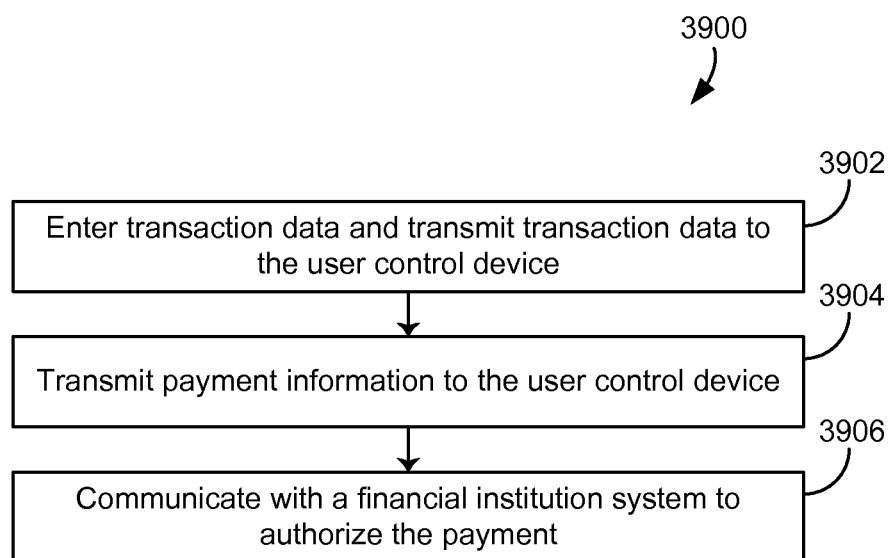 3900
3902
Enter transaction data and transmit transaction data to
the user control device
3904
Transmit payment information to the user control device
3906
Communicate with a financial institution system to
authorize the payment